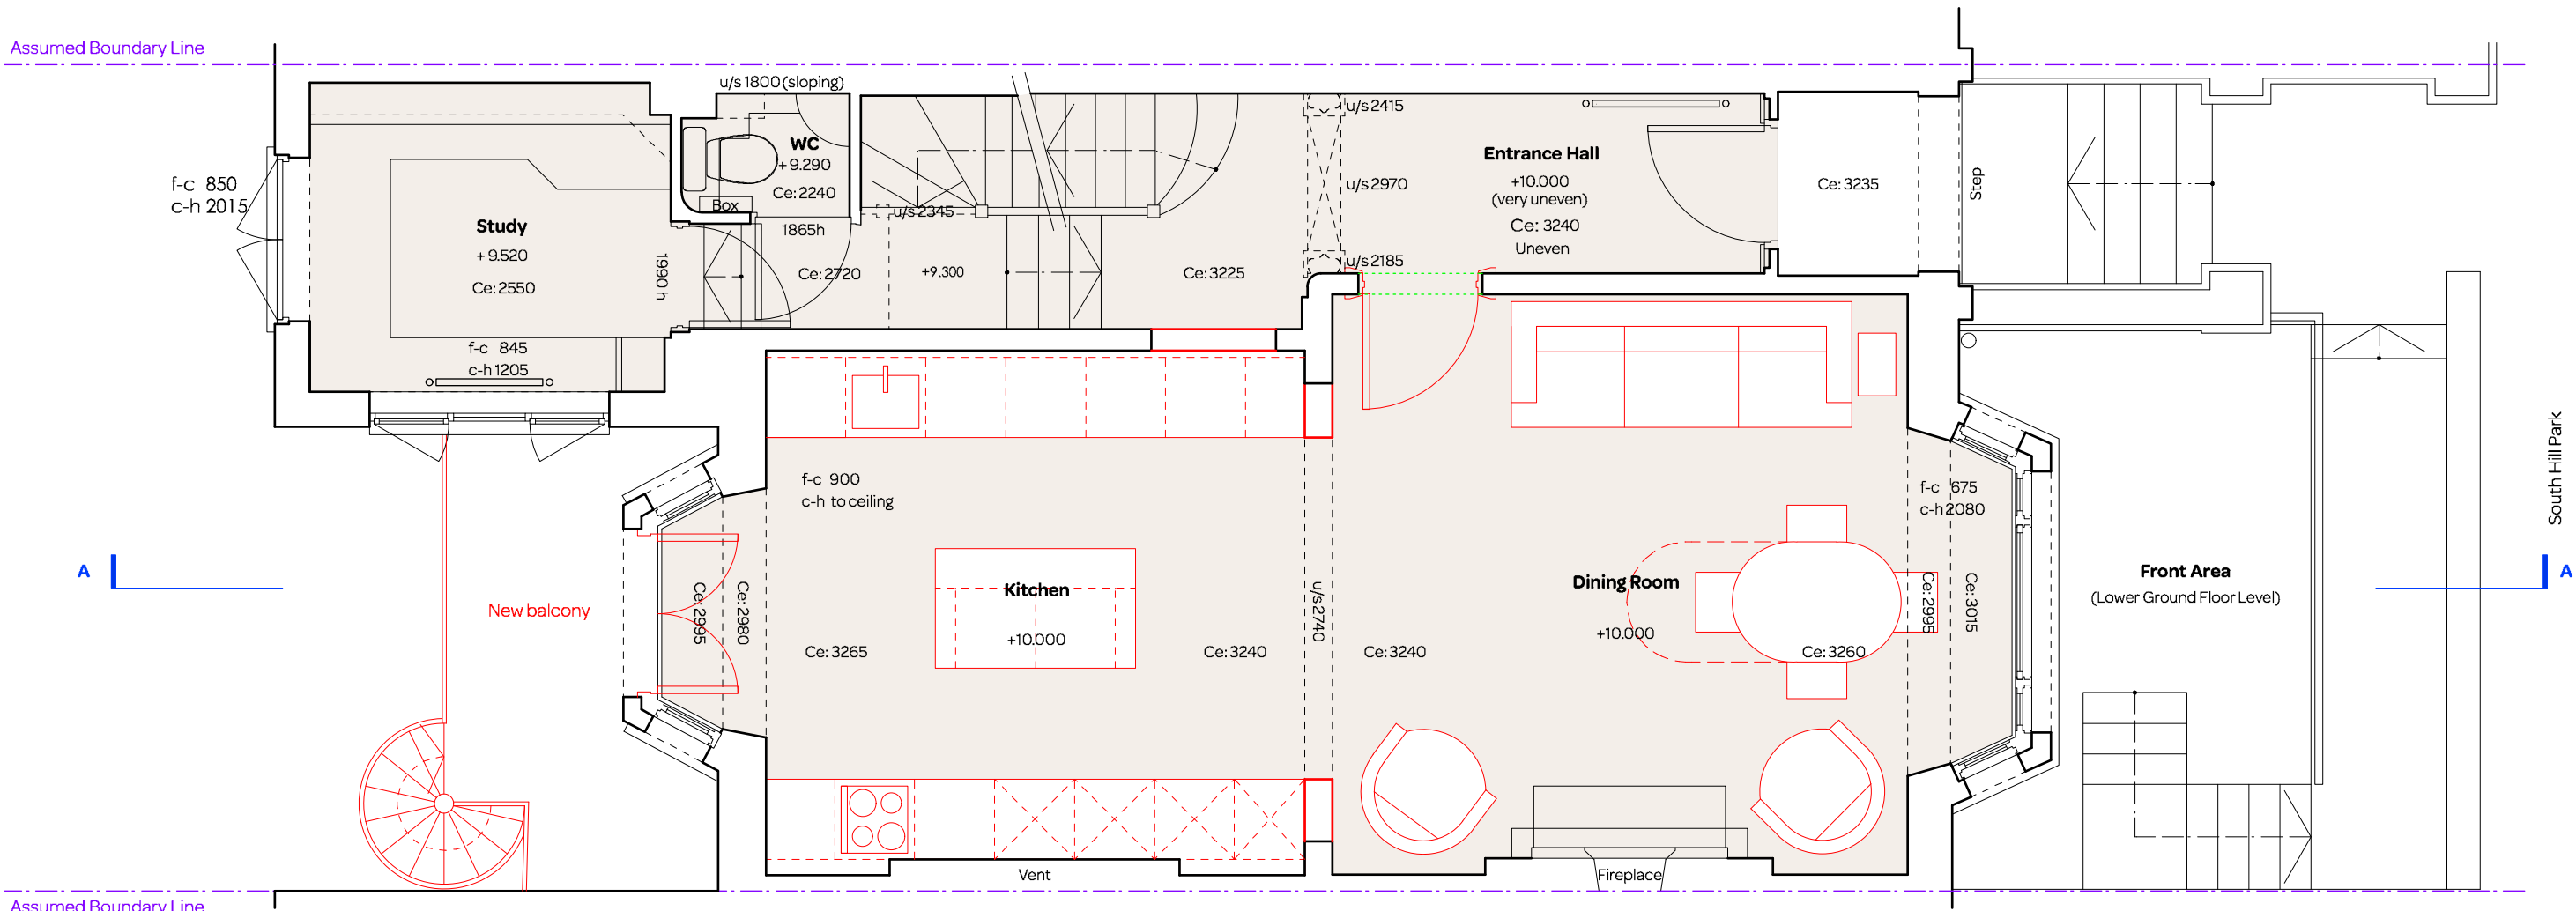 Assumed Boundary Line
u/s 1800 (sloping)
WC
+ 9.290
Ce: 2240
Box
1865h
u/s 2345
u/s 2415
u/s 2970
u/s 2185
Entrance Hall
+10.000
(very uneven)
Ce: 3240
Uneven
Ce: 3235
Step
f-c 850
c-h 2015
Study
+ 9.520
Ce: 2550
1990 h
f-c 845
c-h 1205
Ce: 2720
+9.300
Ce: 3225
f-c 900
c-h to ceiling
f-c 675
c-h 2080
South Hill Park
A
A
New balcony
Ce: 2995
Ce: 2980
Kitchen
+10.000
Ce: 3265
Ce: 3240
u/s 2740
Dining Room
+10.000
Ce: 3240
Ce: 3260
Ce: 2995
Ce: 3015
Front Area
(Lower Ground Floor Level)
Vent
Fireplace
Assumed Boundary Line